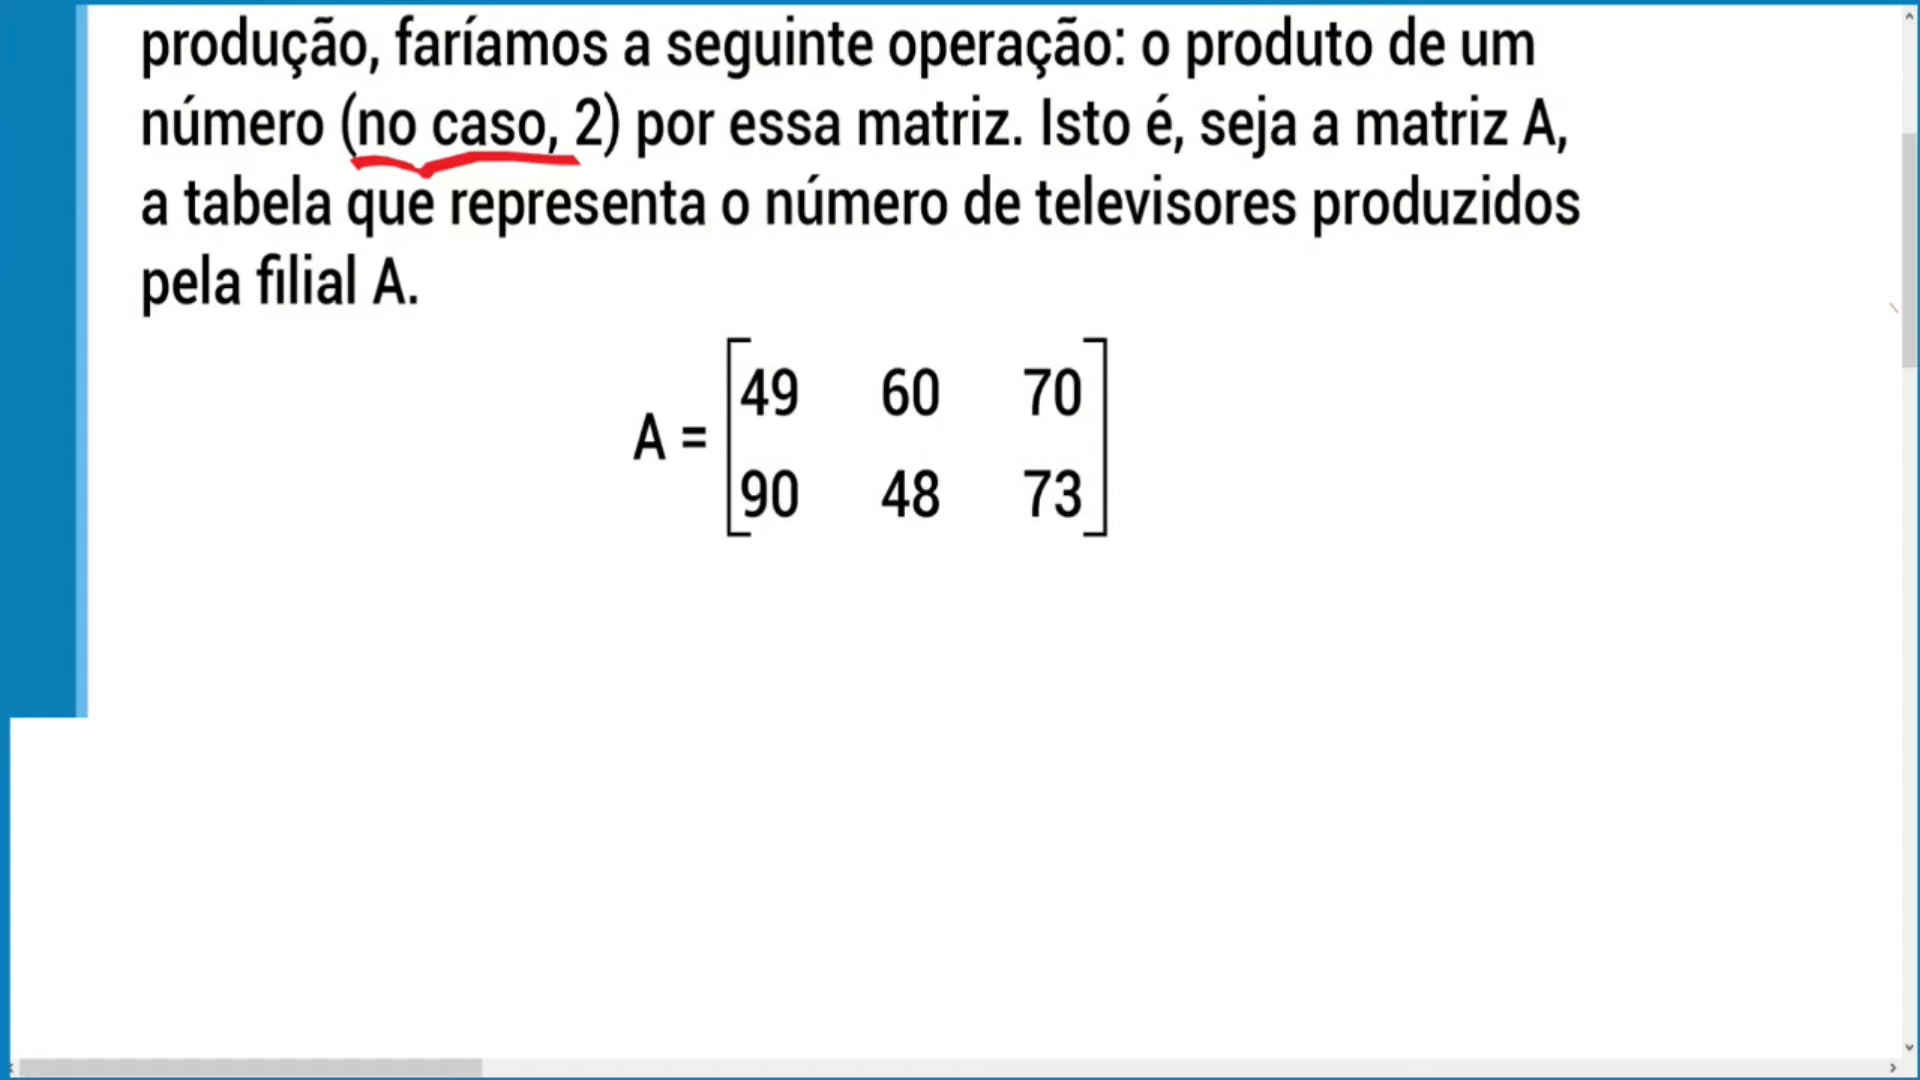 produção, faríamos a seguinte operação: o produto de um
número (no caso, 2) por essa matriz. Isto é, seja a matriz A,
a tabela que representa o número de televisores produzidos
pela filial A.
49 60 70
A =
90 48 73